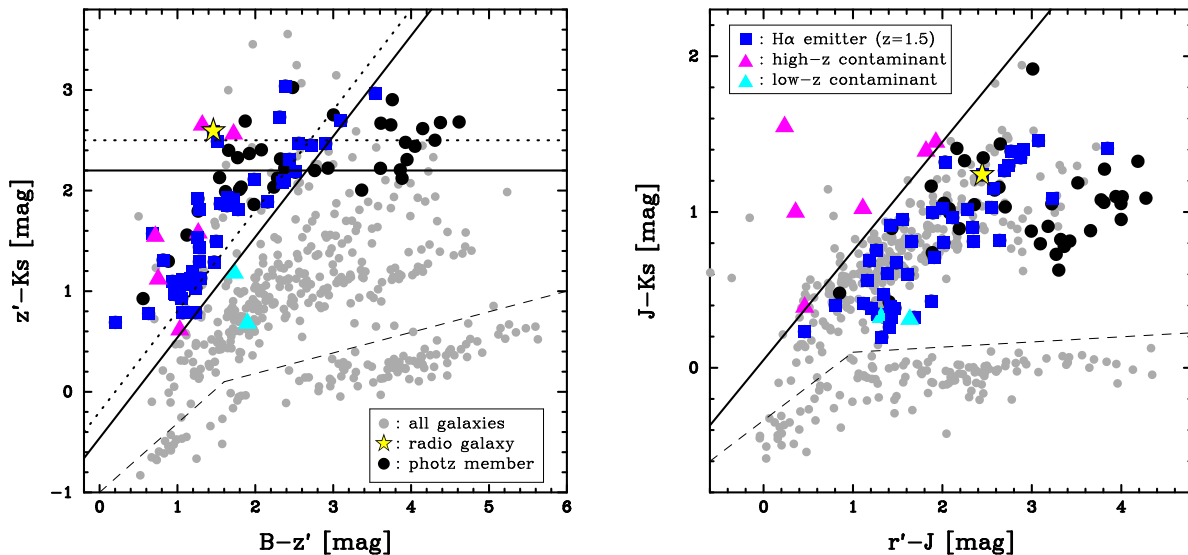 3
2
1
0
−1
z′−Ks [mag]
0 1 2 3 4 5 6
B−z′ [mag]
: all galaxies
: radio galaxy
: photz member
2
1
0
J−Ks [mag]
0 1 2 3 4
r′−J [mag]
: Hα emitter (z=1.5)
: high−z contaminant
: low−z contaminant